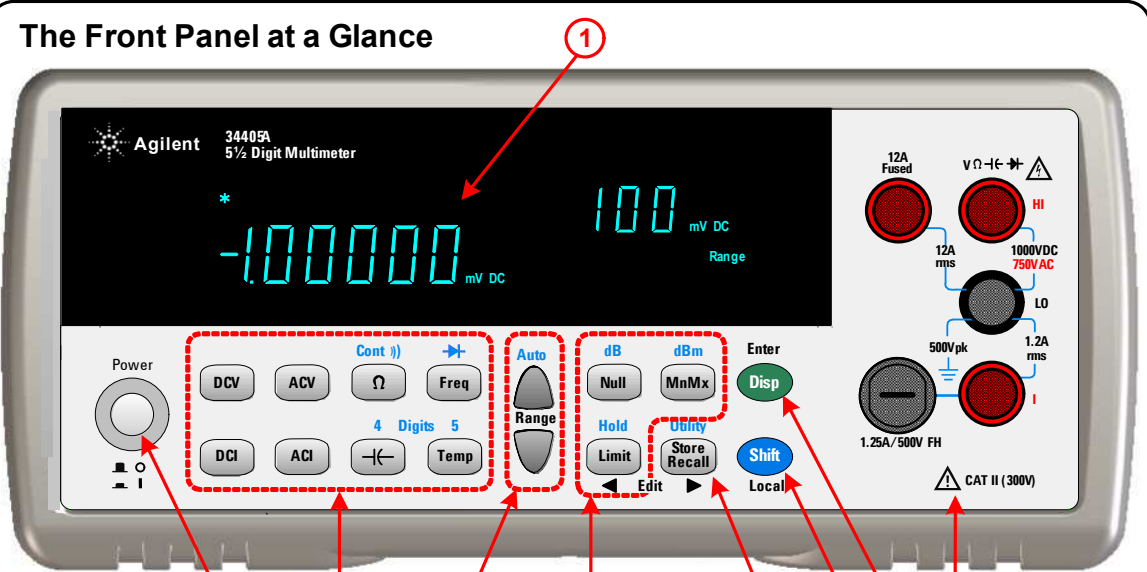 The Front Panel at a Glance
1
Agilent
34405A
5½ Digit Multimeter
*
-1.00000 mV DC
100 mV DC
Range
12A
Fused
V Ω
HI
12A
rms
1000VDC
750VAC
LO
500Vpk
1.2A
rms
I
1.25A/500V FH
CAT II (300V)
Power
Cont
DCV
ACV
Ω
Freq
4 Digits 5
DCI
ACI
Temp
Auto
Range
dB
dBm
Null
MnMx
Hold
Utility
Limit
Store
Recall
Edit
Enter
Disp
Shift
Local